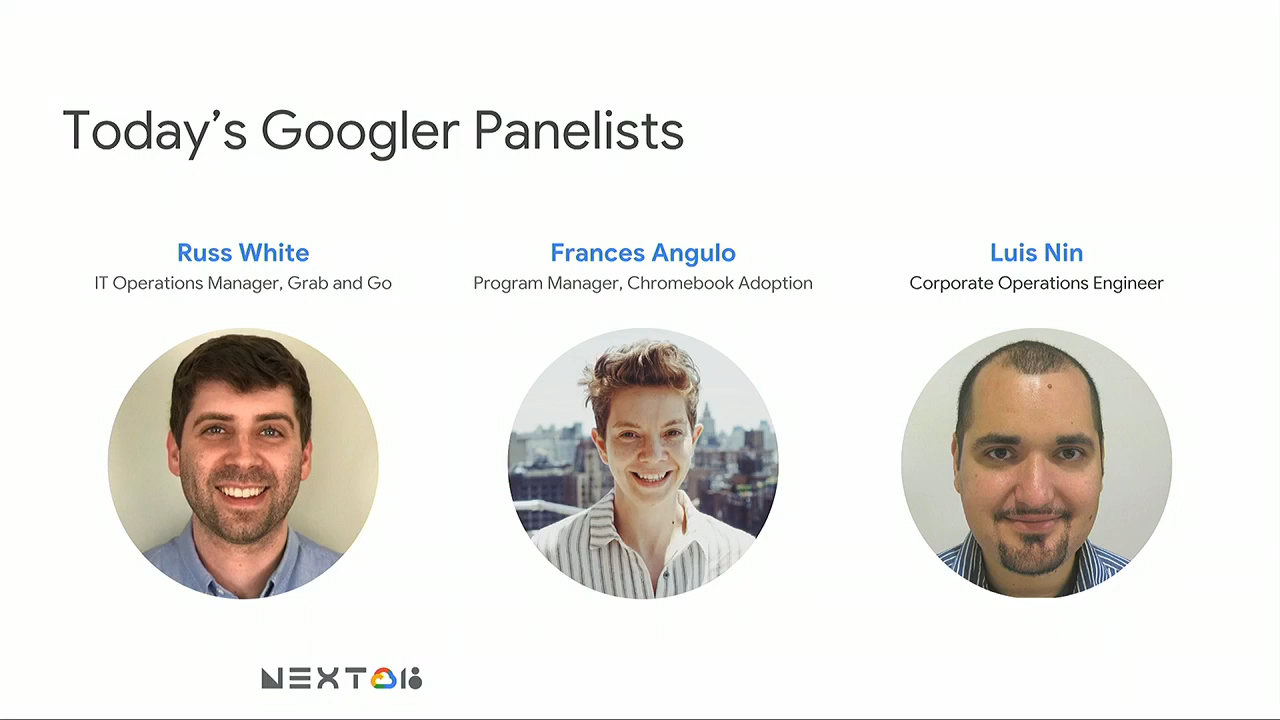 Today's Googler Panelists
Russ White
IT Operations Manager, Grab and Go
Frances Angulo
Program Manager, Chromebook Adoption
Luis Nin
Corporate Operations Engineer
NEXT 18